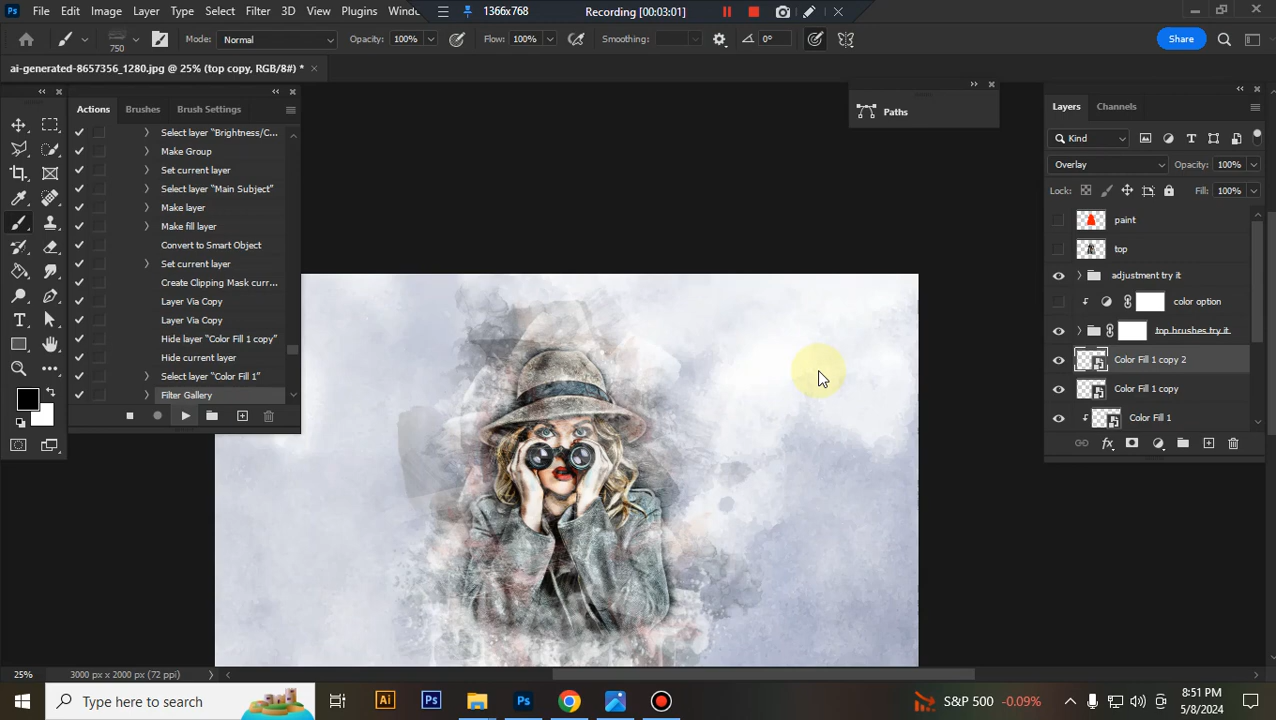 File Edit Image Layer Type Select Filter 3D View Plugins Windo 1366x768 Recording [00:03:01]
750 Mode: Normal Opacity: 100% Flow: 100% Smoothing: 0° Share
ai-generated-8657356_1280.jpg @ 25% (top copy, RGB/8#) *
Actions Brushes Brush Settings
Select layer "Brightness/C...
Make Group
Set current layer
Select layer "Main Subject"
Make layer
Make fill layer
Convert to Smart Object
Set current layer
Create Clipping Mask curr...
Layer Via Copy
Layer Via Copy
Hide layer "Color Fill 1 copy"
Hide current layer
Select layer "Color Fill 1"
Filter Gallery
Paths
Layers Channels
Kind
Overlay Opacity: 100%
Lock: Fill: 100%
paint
top
adjustment try it
color option
top brushes try it
Color Fill 1 copy 2
Color Fill 1 copy
Color Fill 1
25% 3000 px x 2000 px (72 ppi)
Type here to search
S&P 500 -0.09%
8:51 PM
5/8/2024